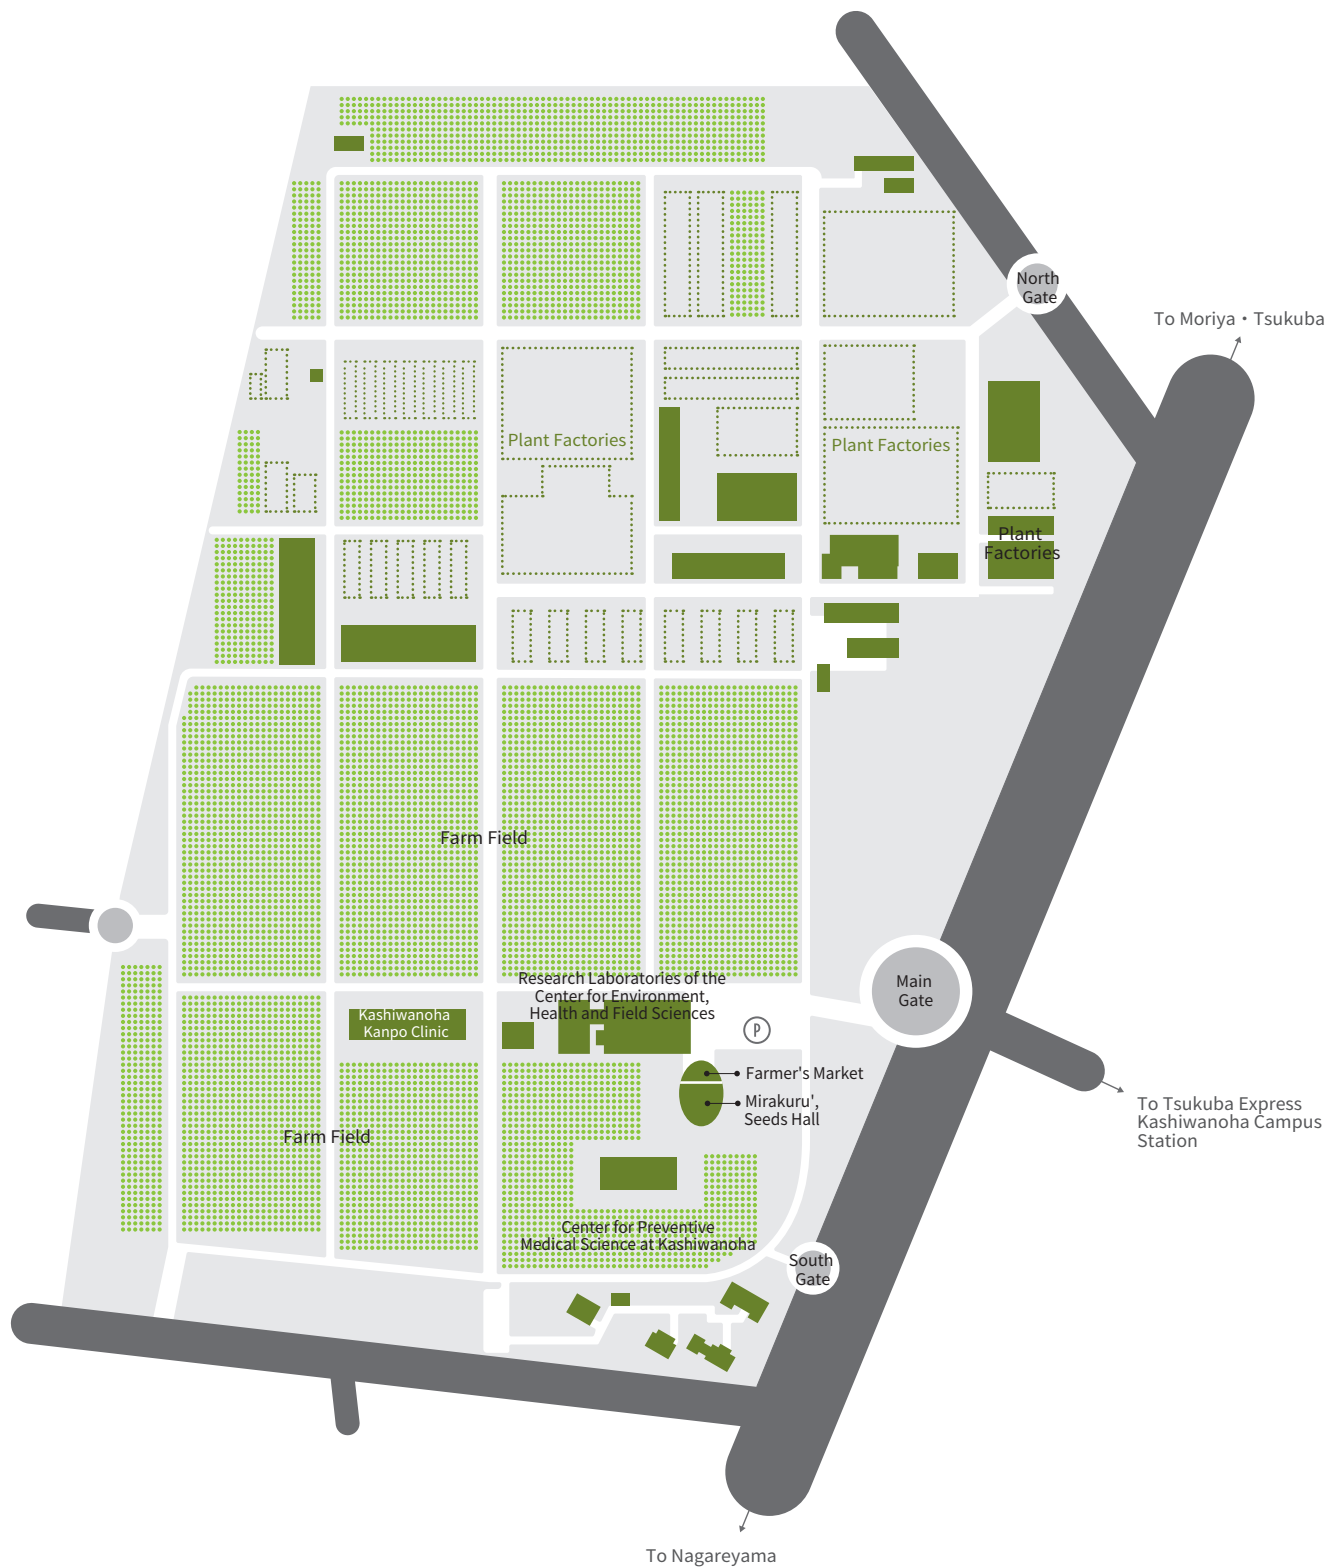 North
Gate
To Moriya・Tsukuba
Plant Factories
Plant Factories
Plant
Factories
Farm Field
Research Laboratories of the
Center for Environment,
Health and Field Sciences
Main
Gate
Kashiwanoha
Kanpo Clinic
P
Farmer's Market
Mirakuru',
Seeds Hall
To Tsukuba Express
Kashiwanoha Campus
Station
Farm Field
Center for Preventive
Medical Science at Kashiwanoha
South
Gate
To Nagareyama